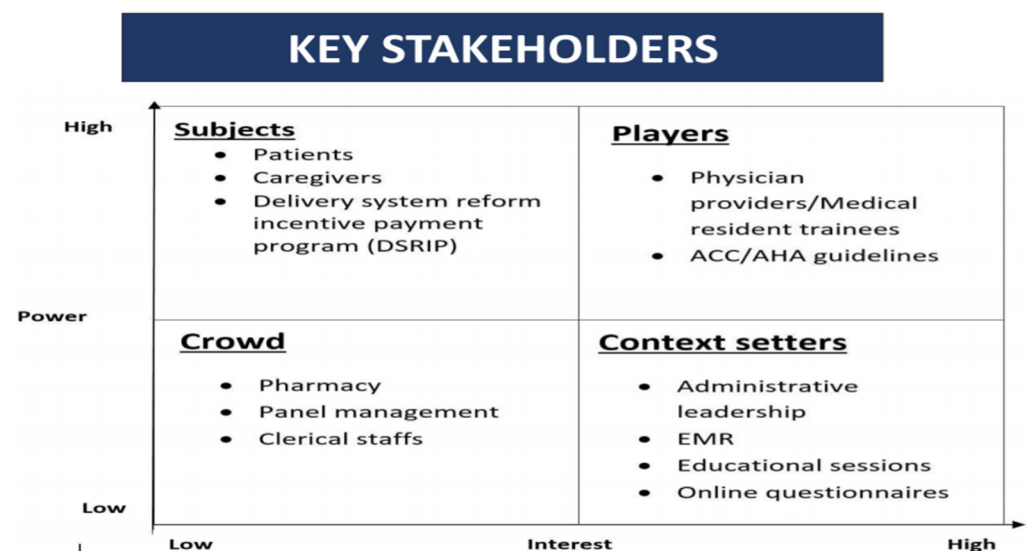 KEY STAKEHOLDERS
High
Subjects
• Patients
• Caregivers
• Delivery system reform
incentive payment
program (DSRIP)
Players
• Physician
providers/Medical
resident trainees
• ACC/AHA guidelines
Power
Crowd
• Pharmacy
• Panel management
• Clerical staffs
Context setters
• Administrative
leadership
• EMR
• Educational sessions
• Online questionnaires
Low
Low
Interest
High